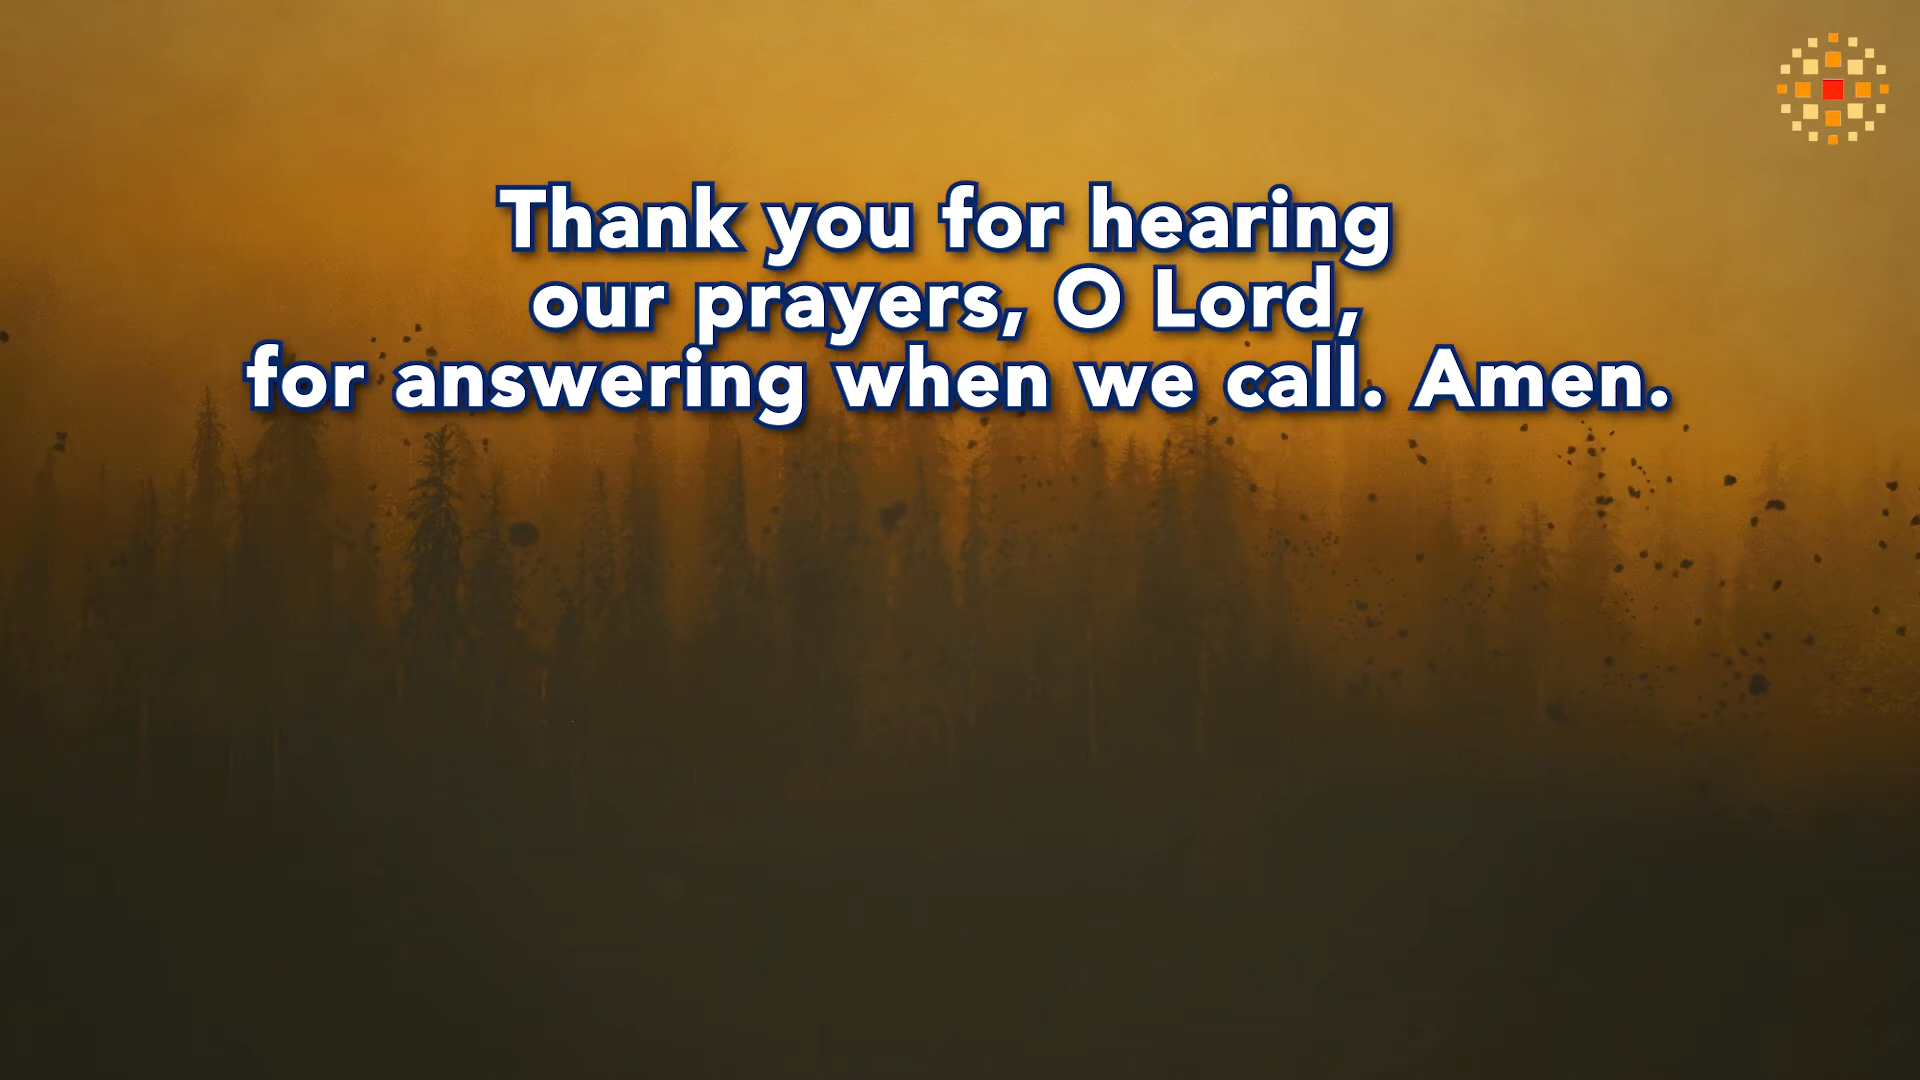 Thank you for hearing
our prayers, O Lord,
for answering when we call. Amen.